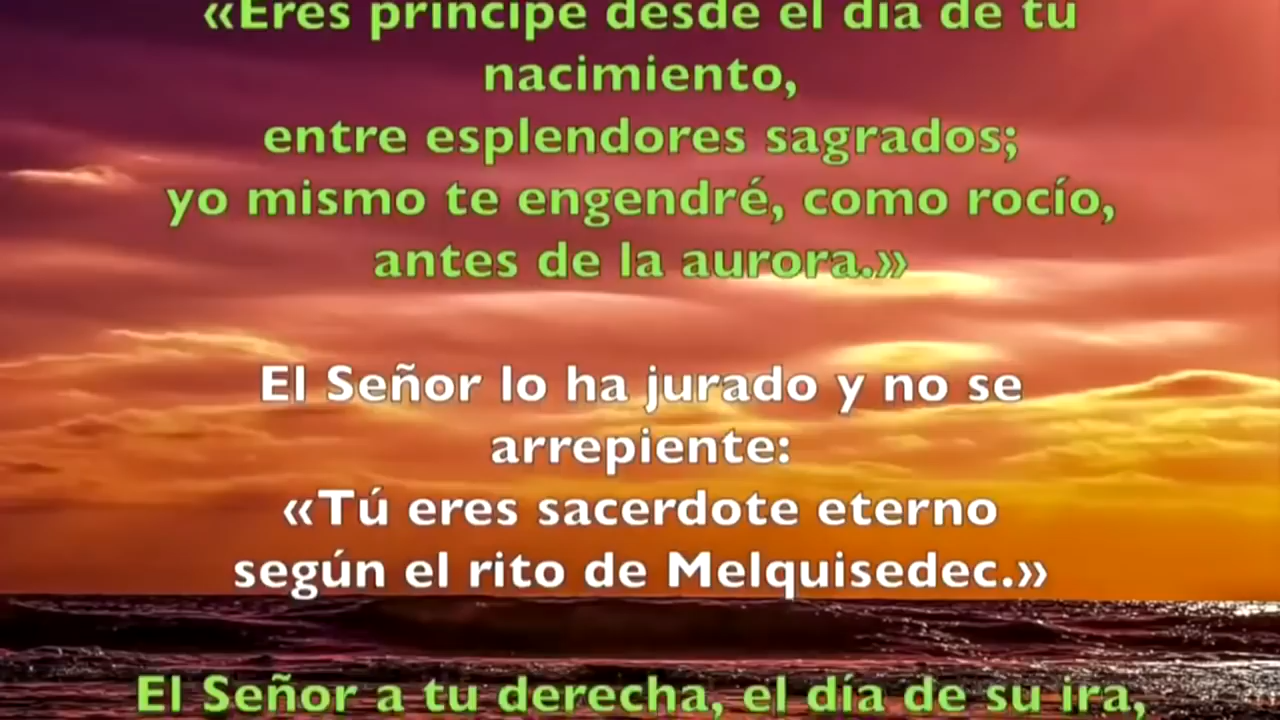 «Eres príncipe desde el día de tu
nacimiento,
entre esplendores sagrados;
yo mismo te engendré, como rocío,
antes de la aurora.»
El Señor lo ha jurado y no se
arrepiente:
«Tú eres sacerdote eterno
según el rito de Melquisedec.»
El Señor a tu derecha, el día de su ira,